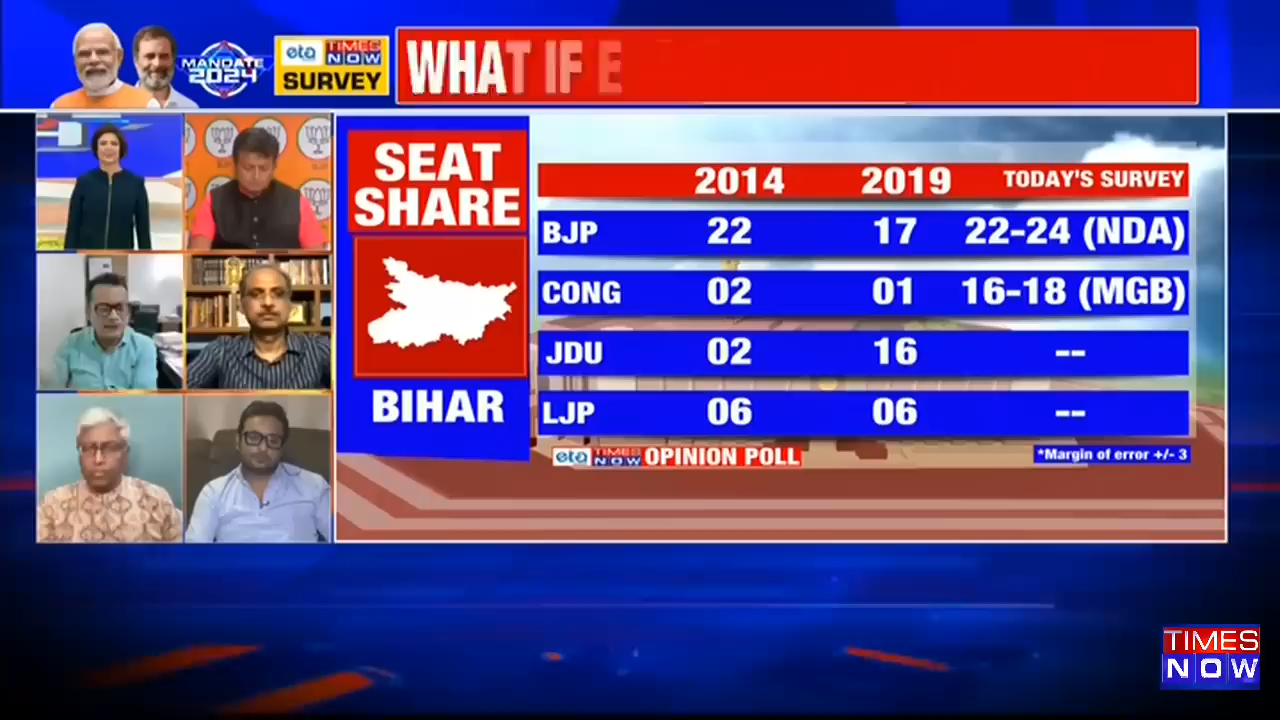 MANDATE
2024
eta TIMES NOW
SURVEY
WHAT IF E
SEAT
SHARE
BIHAR
2014 2019 TODAY'S SURVEY
BJP 22 17 22-24 (NDA)
CONG 02 01 16-18 (MGB)
JDU 02 16 --
LJP 06 06 --
eta TIMES NOW OPINION POLL
*Margin of error +/- 3
TIMES
NOW